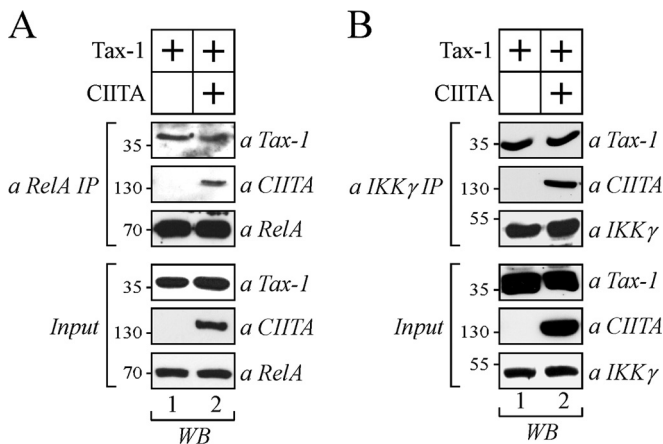 A
Tax-1 + +
CIITA +
a RelA IP
35 a Tax-1
130 a CIITA
70 a RelA
Input
35 a Tax-1
130 a CIITA
70 a RelA
1 2
WB
B
Tax-1 + +
CIITA +
a IKKγ IP
35 a Tax-1
130 a CIITA
55 a IKKγ
Input
35 a Tax-1
130 a CIITA
55 a IKKγ
1 2
WB